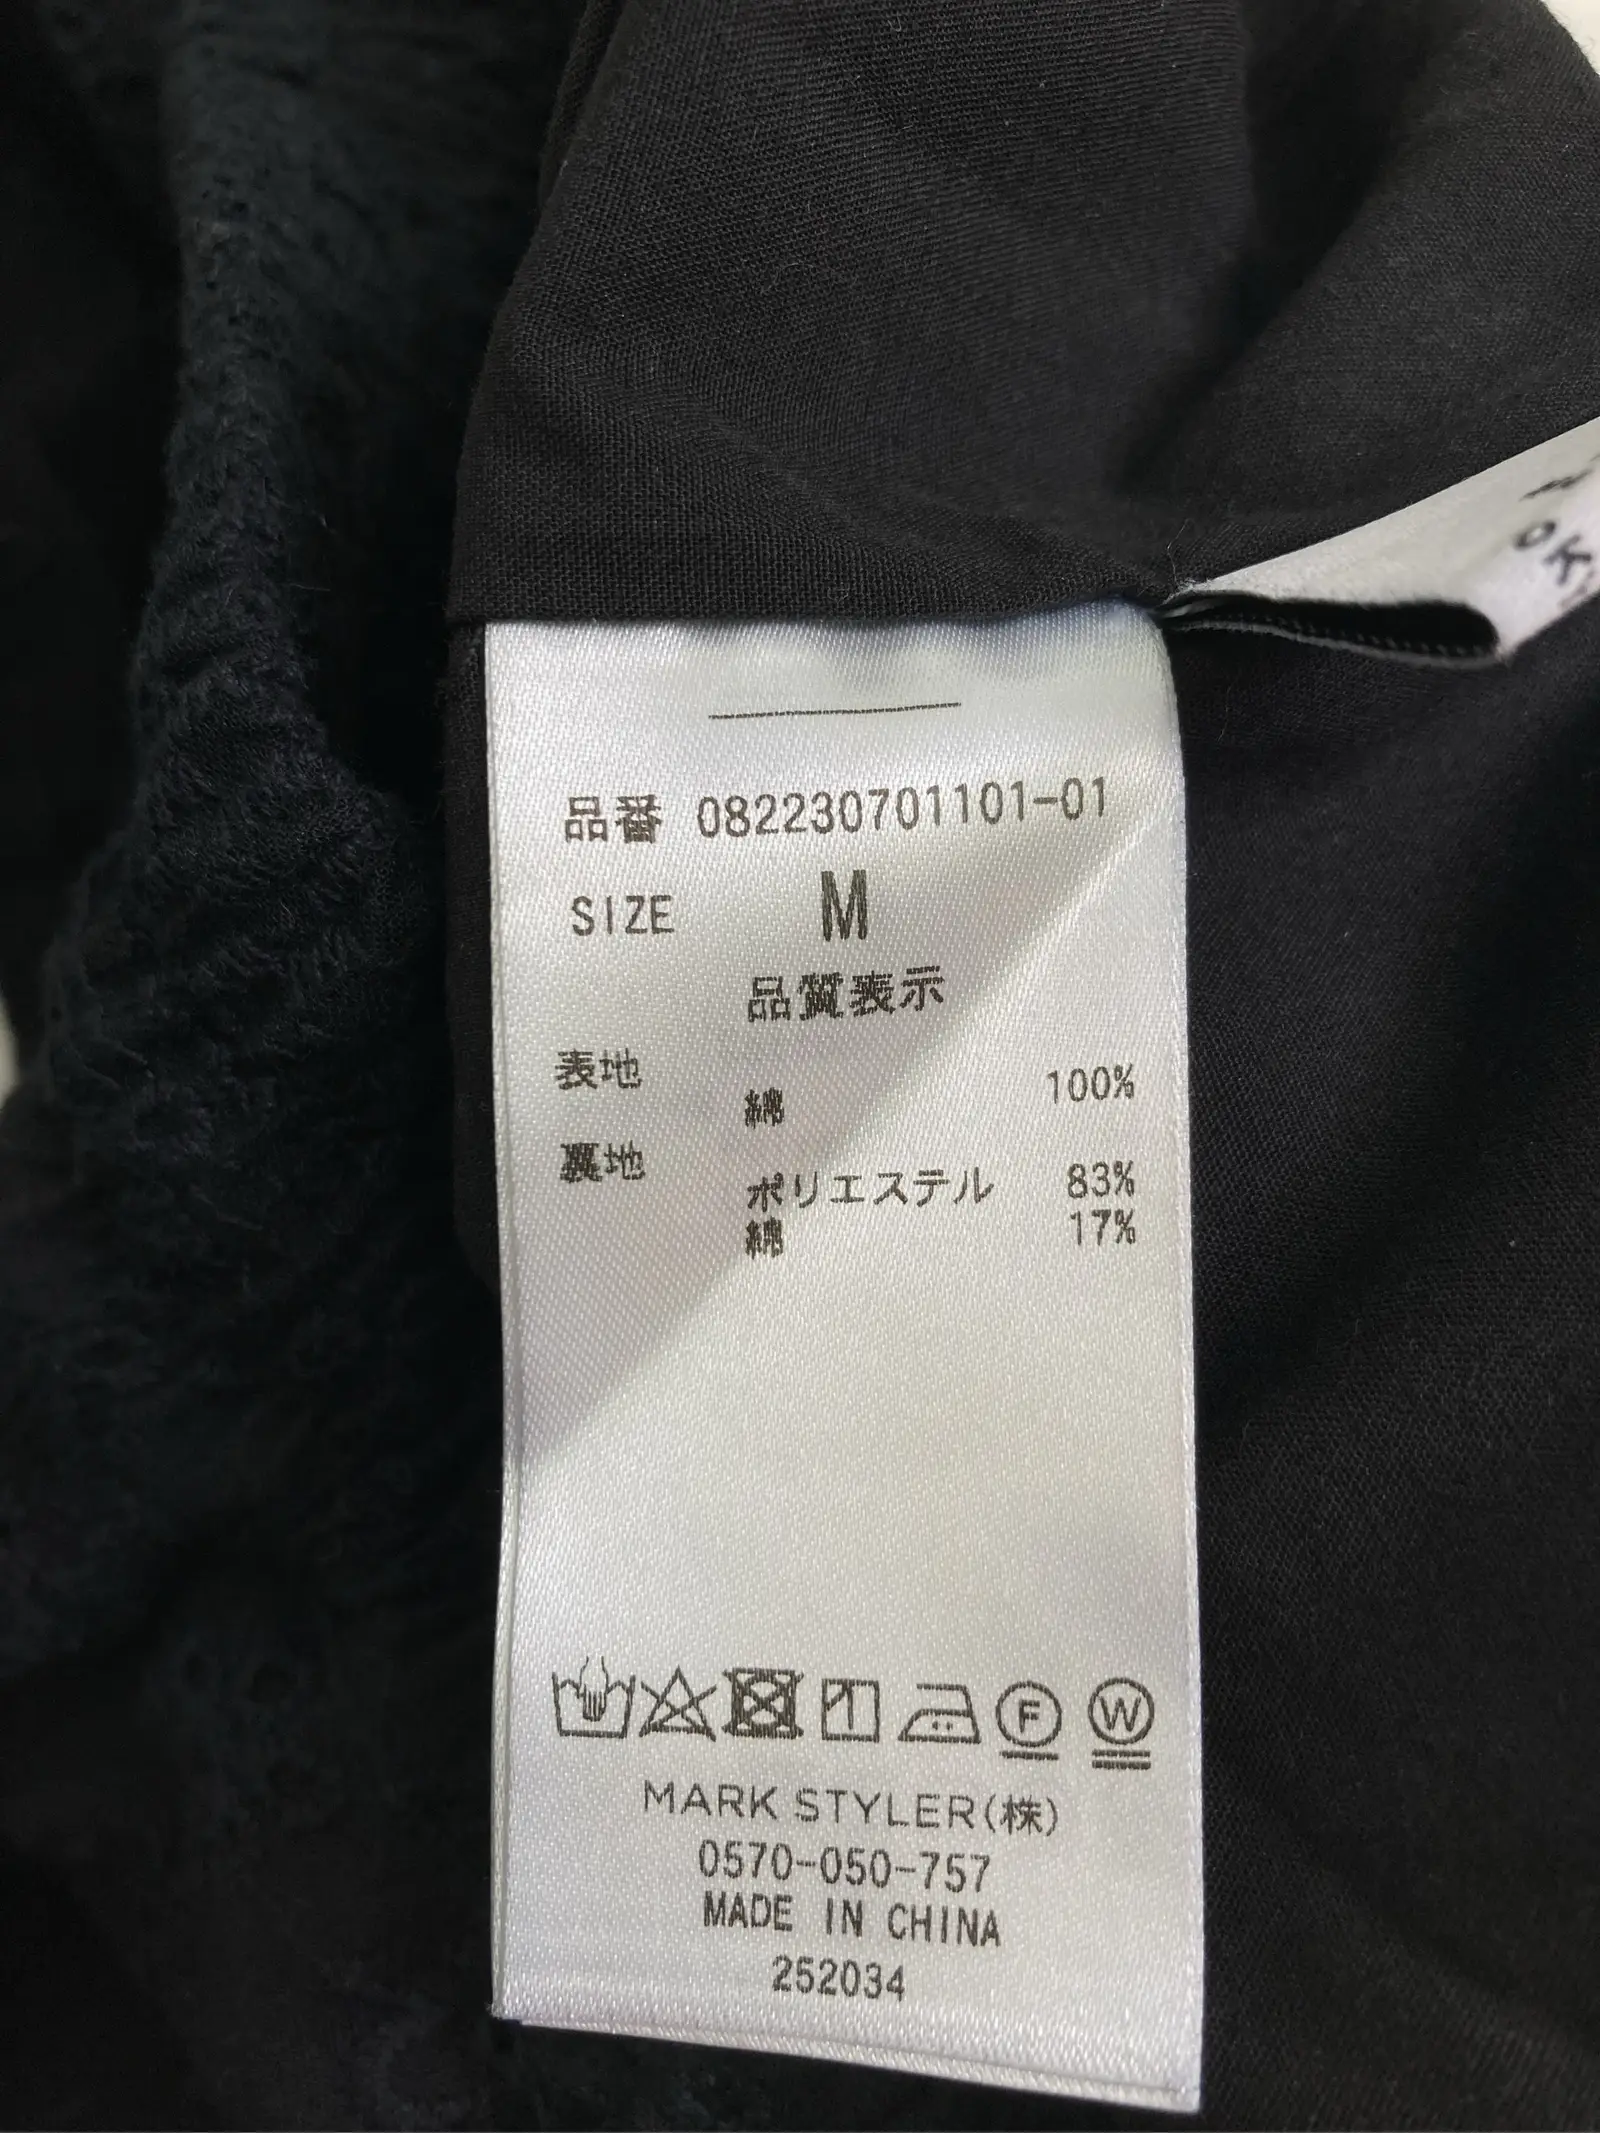 品番 082230701101-01
SIZE M
品質表示
表地
綿 100%
裏地
ポリエステル 83%
綿 17%
F W
MARK STYLER(株)
0570-050-757
MADE IN CHINA
252034
OK